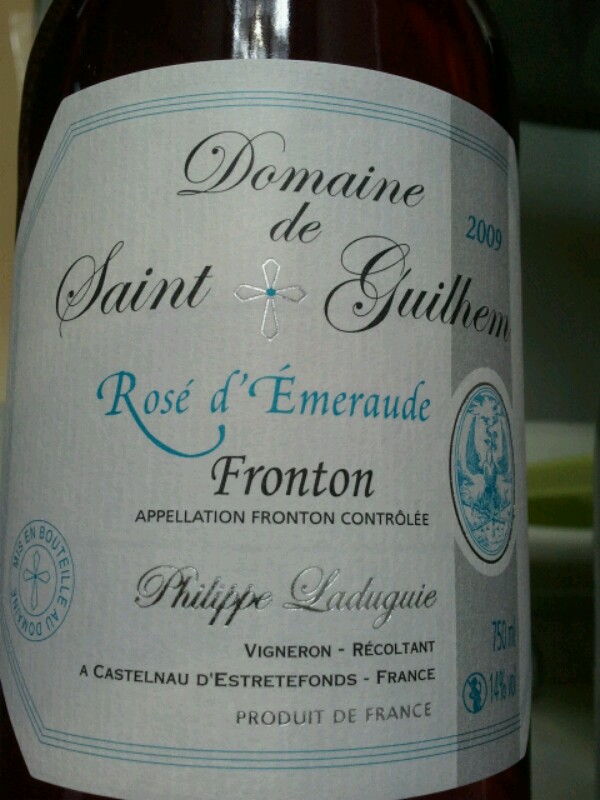 Domaine
de
Saint Guilhem
2009
Rosé d'Émeraude
Fronton
APPELLATION FRONTON CONTRÔLÉE
MIS EN BOUTEILLE AU DOMAINE
Philippe Laduguie
VIGNERON - RÉCOLTANT
A CASTELNAU D'ESTRETEFONDS - FRANCE
PRODUIT DE FRANCE
750 ml
14% vol